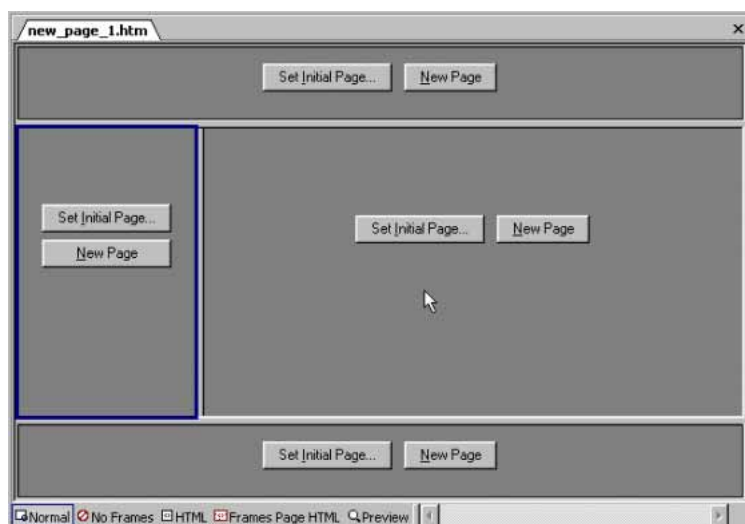 new_page_1.htm
Set Initial Page... New Page
Set Initial Page...
New Page
Set Initial Page... New Page
Set Initial Page... New Page
Normal No Frames HTML Frames Page HTML Preview